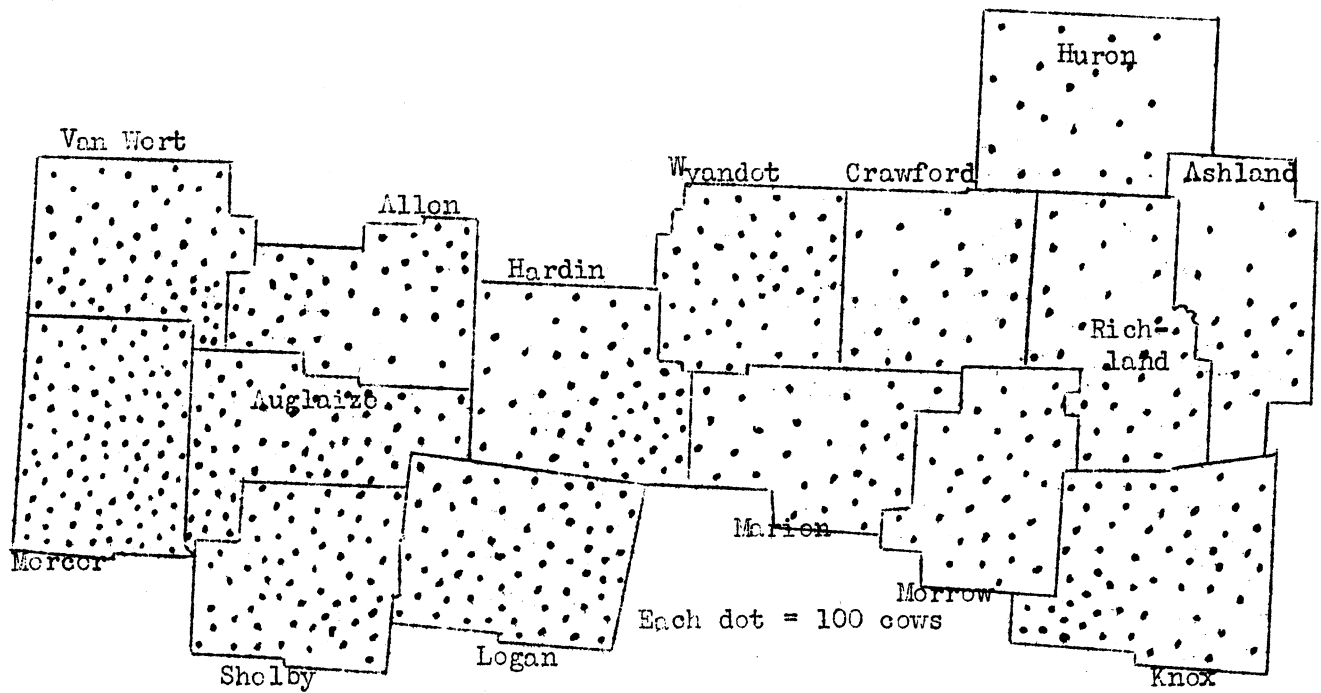 Huron
Van Wort
Wyandot
Crawford
Ashland
Allon
Hardin
Rich-
land
Auglaize
Marion
Mercer
Morrow
Each dot = 100 cows
Logan
Shelby
Knox